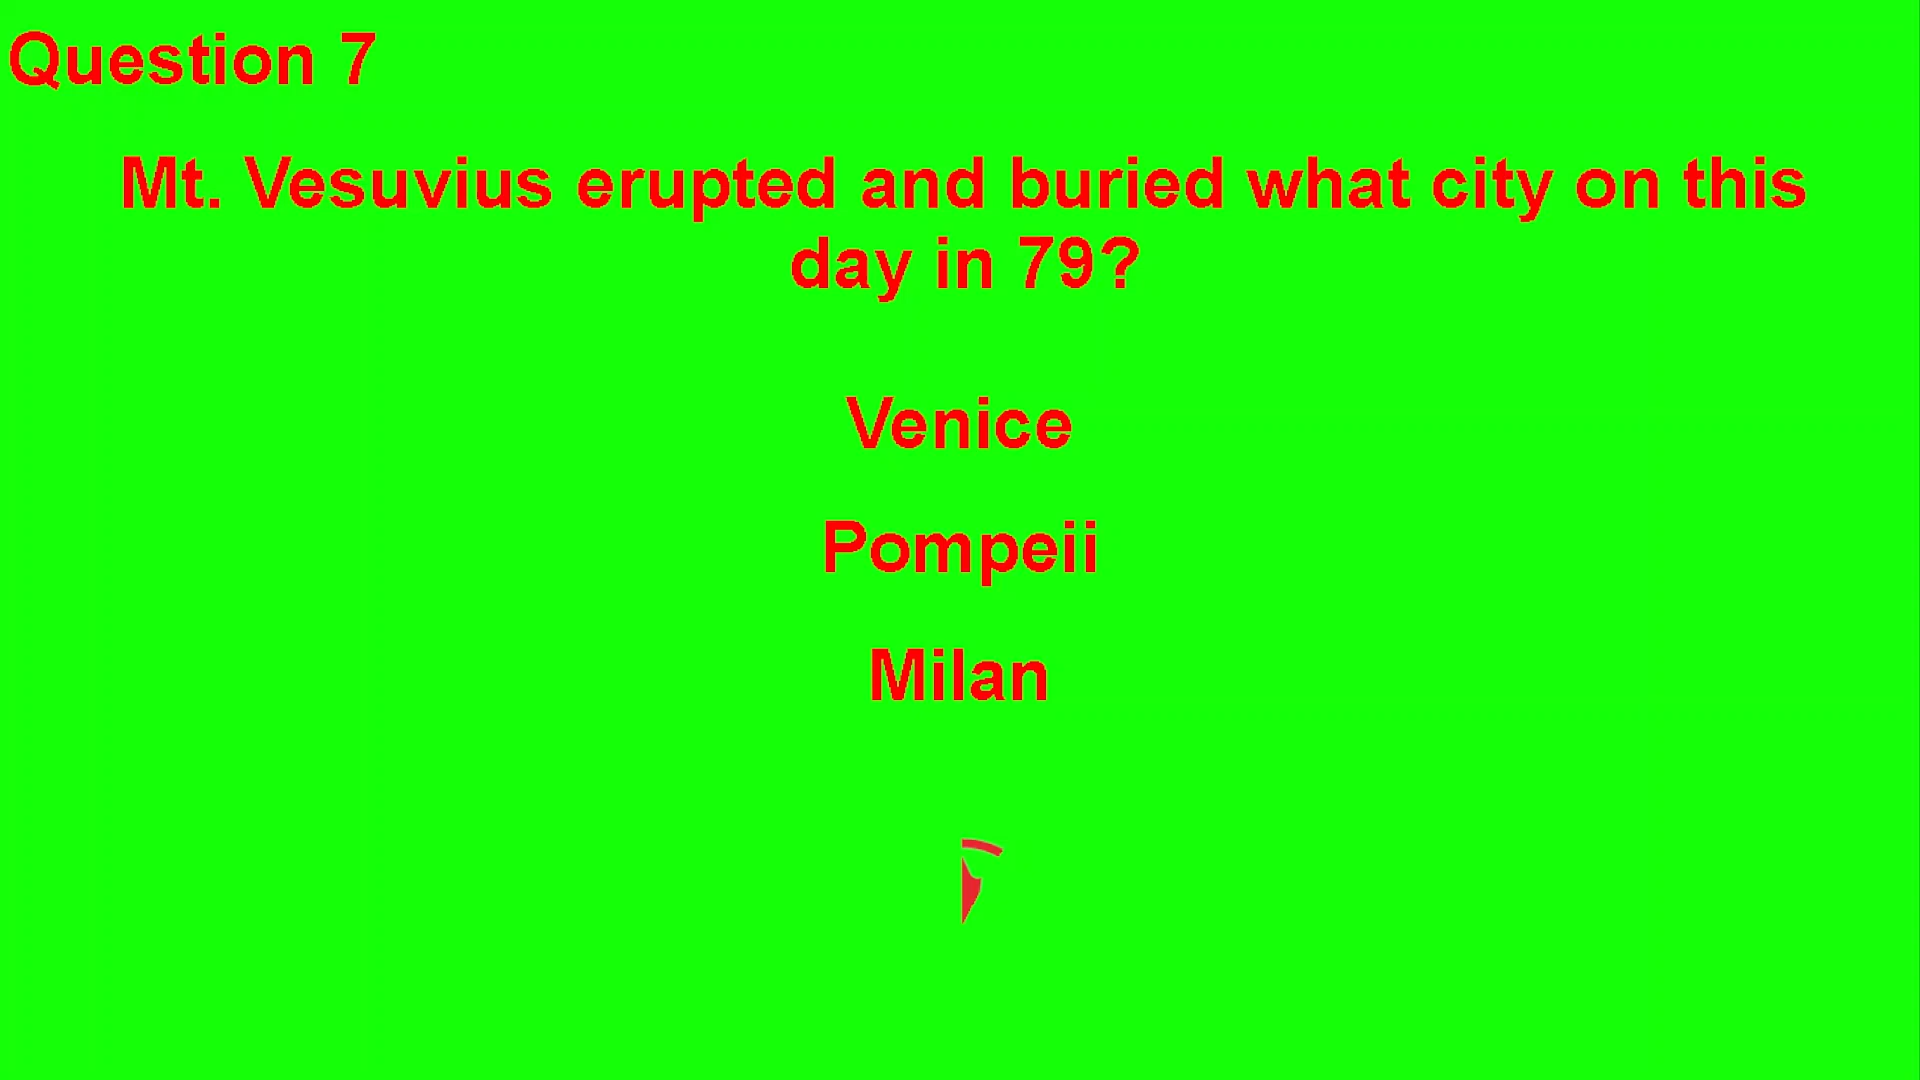 Question 7
Mt. Vesuvius erupted and buried what city on this
day in 79?
Venice
Pompeii
Milan